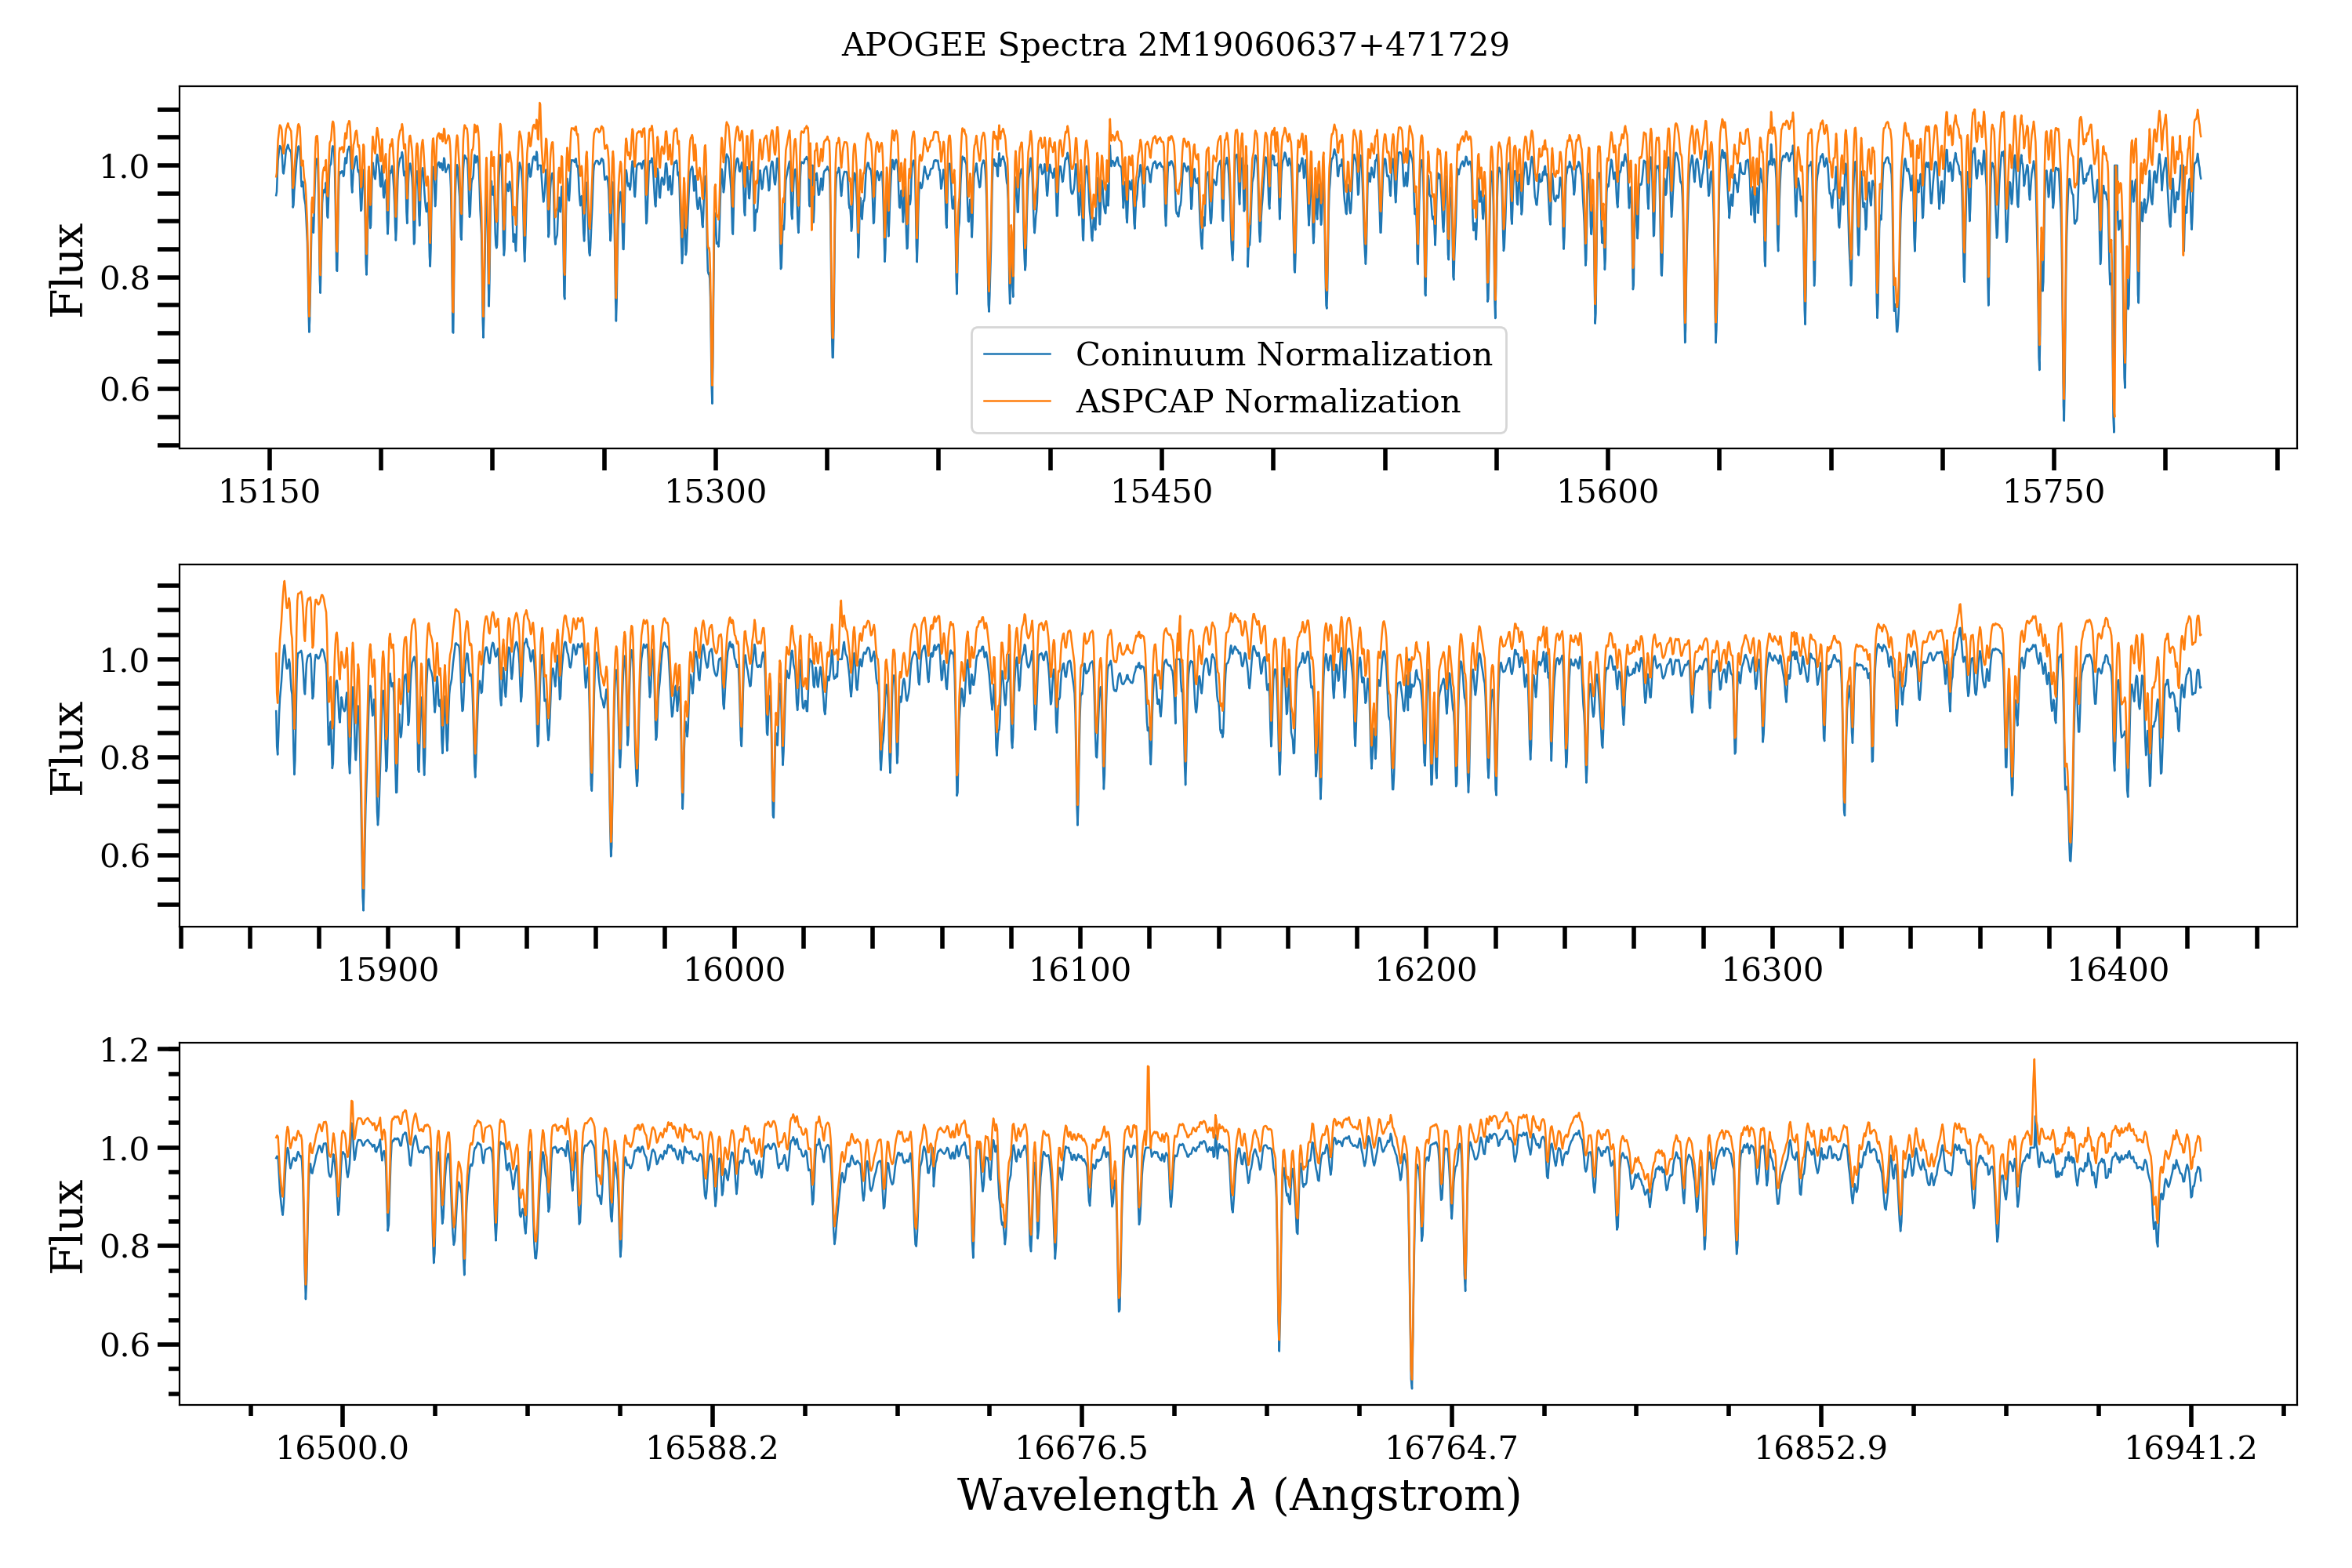 APOGEE Spectra 2M19060637+471729
Flux
1.0
0.8
0.6
Coninuum Normalization
ASPCAP Normalization
15150 15300 15450 15600 15750
Flux
1.0
0.8
0.6
15900 16000 16100 16200 16300 16400
Flux
1.2
1.0
0.8
0.6
16500.0 16588.2 16676.5 16764.7 16852.9 16941.2
Wavelength λ (Angstrom)